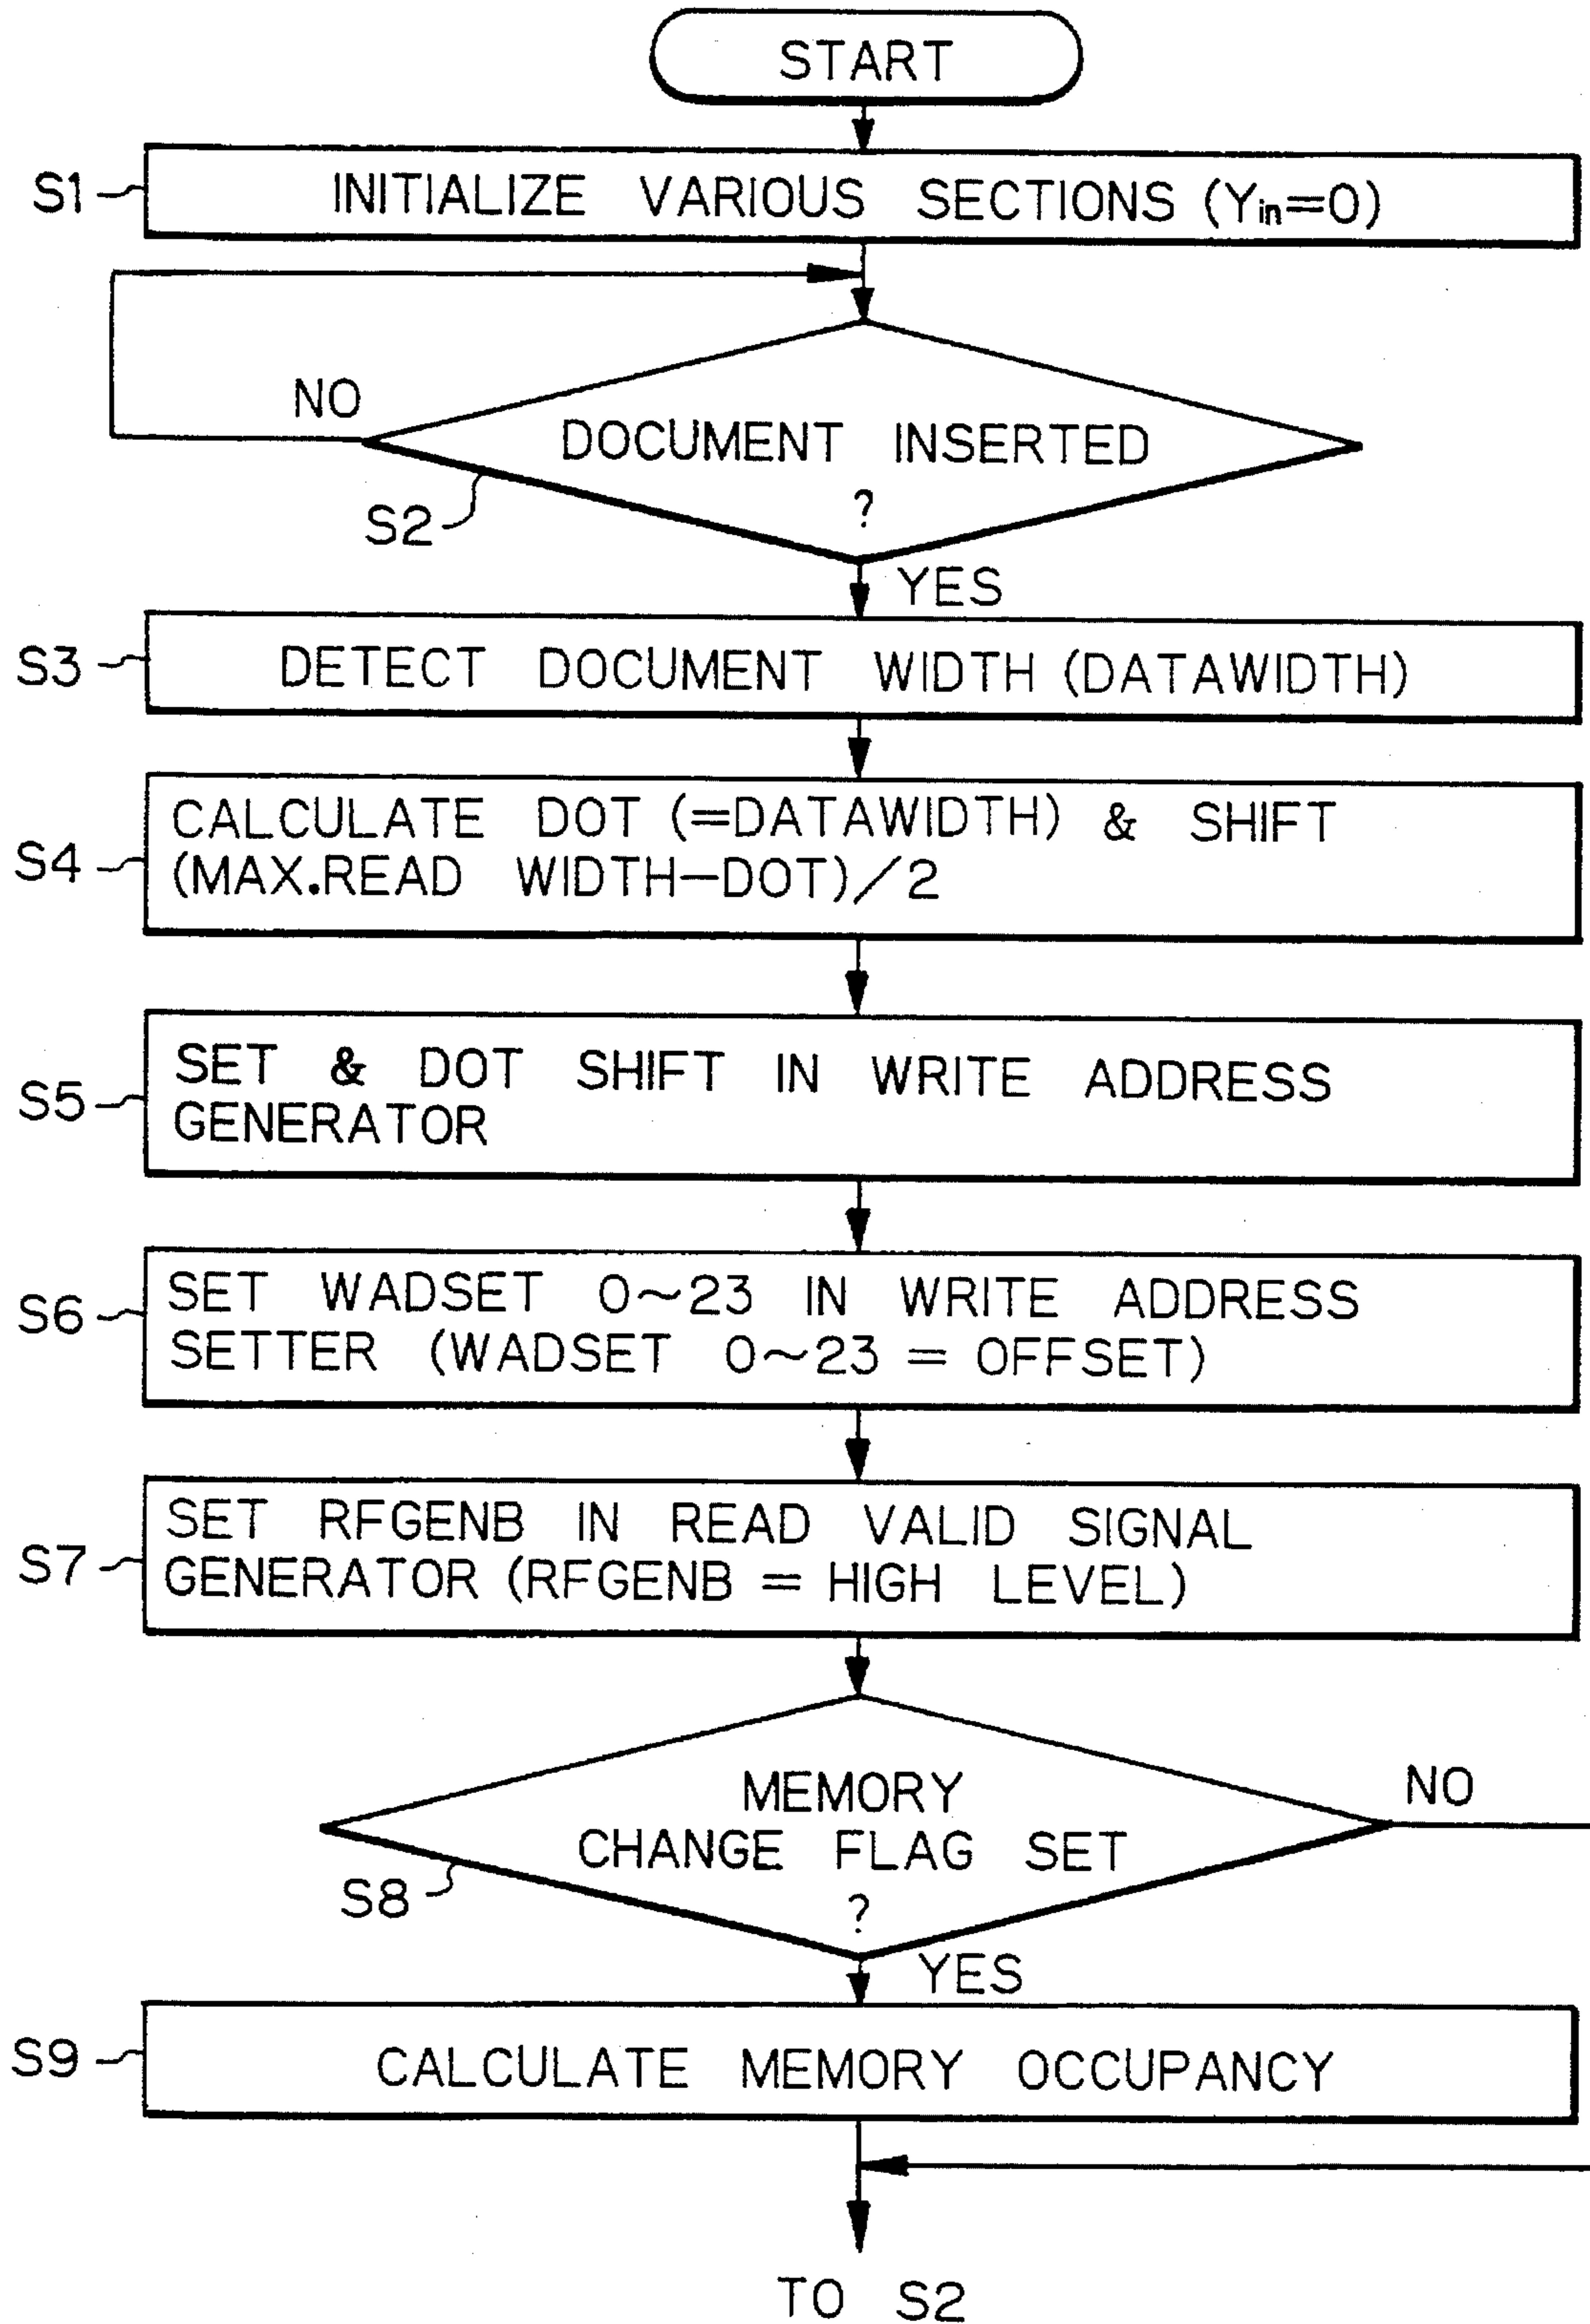 START
S1
INITIALIZE VARIOUS SECTIONS (Yin=0)
NO
DOCUMENT INSERTED
?
S2
YES
S3
DETECT DOCUMENT WIDTH (DATAWIDTH)
S4
CALCULATE DOT (=DATAWIDTH) & SHIFT
(MAX.READ WIDTH-DOT)/2
S5
SET & DOT SHIFT IN WRITE ADDRESS
GENERATOR
S6
SET WADSET 0~23 IN WRITE ADDRESS
SETTER (WADSET 0~23 = OFFSET)
S7
SET RFGENB IN READ VALID SIGNAL
GENERATOR (RFGENB = HIGH LEVEL)
NO
MEMORY
CHANGE FLAG SET
?
S8
YES
S9
CALCULATE MEMORY OCCUPANCY
TO S2